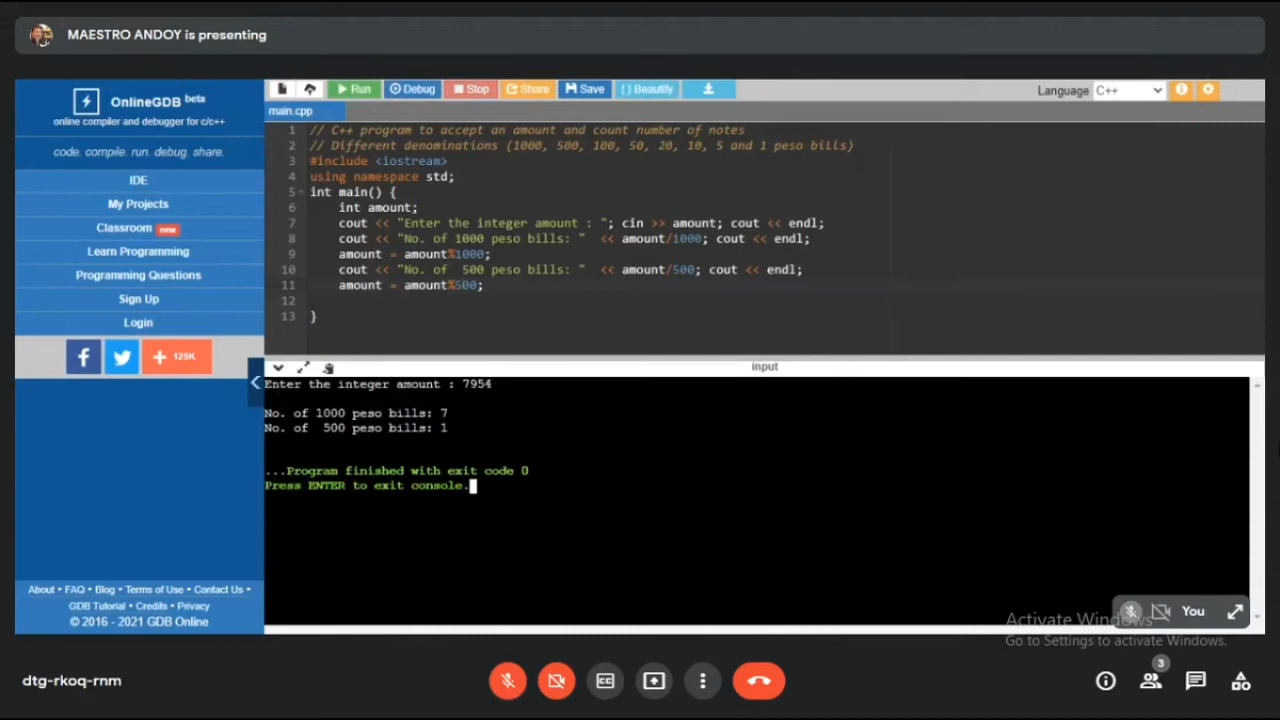 MAESTRO ANDOY is presenting
OnlineGDB beta
online compiler and debugger for c/c++
code. compile. run. debug. share.
IDE
My Projects
Classroom new
Learn Programming
Programming Questions
Sign Up
Login
f
+ 125K
About • FAQ • Blog • Terms of Use • Contact Us •
GDB Tutorial • Credits • Privacy
© 2016 - 2021 GDB Online
Run Debug Stop Share Save { } Beautify
Language C++
main.cpp
1 // C++ program to accept an amount and count number of notes
2 // Different denominations (1000, 500, 100, 50, 20, 10, 5 and 1 peso bills)
3 #include <iostream>
4 using namespace std;
5 int main() {
6 int amount;
7 cout << "Enter the integer amount : "; cin >> amount; cout << endl;
8 cout << "No. of 1000 peso bills: " << amount/1000; cout << endl;
9 amount = amount%1000;
10 cout << "No. of  500 peso bills: " << amount/500; cout << endl;
11 amount = amount%500;
12
13 }
input
Enter the integer amount : 7954
No. of 1000 peso bills: 7
No. of  500 peso bills: 1
...Program finished with exit code 0
Press ENTER to exit console.
You
Activate Windows
Go to Settings to activate Windows.
dtg-rkoq-rnm
CC
3